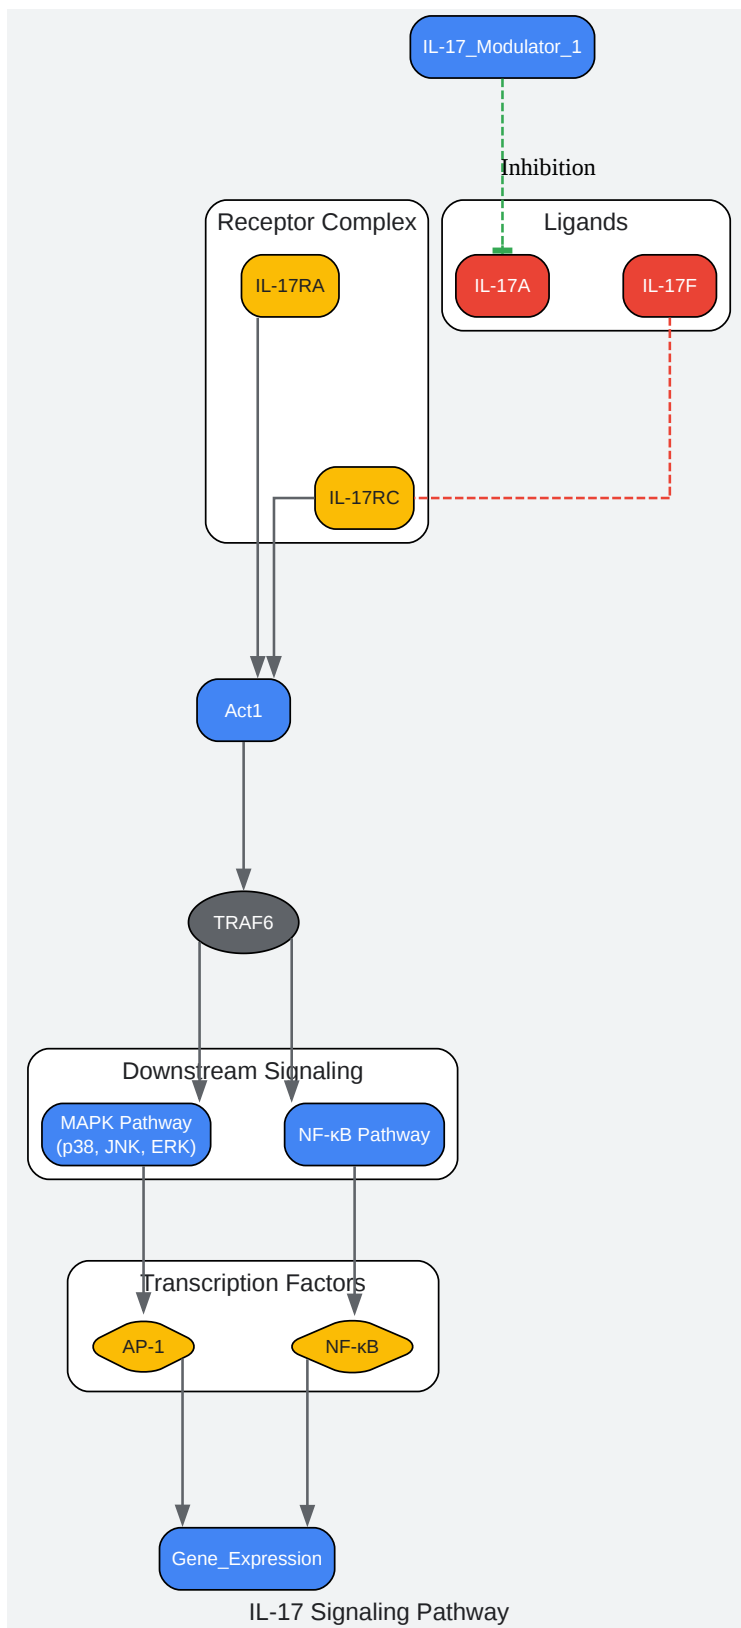 IL-17_Modulator_1
Inhibition
Receptor Complex
Ligands
IL-17RA
IL-17A
IL-17F
IL-17RC
Act1
TRAF6
Downstream Signaling
MAPK Pathway
(p38, JNK, ERK)
NF-κB Pathway
Transcription Factors
AP-1
NF-κB
Gene_Expression
IL-17 Signaling Pathway